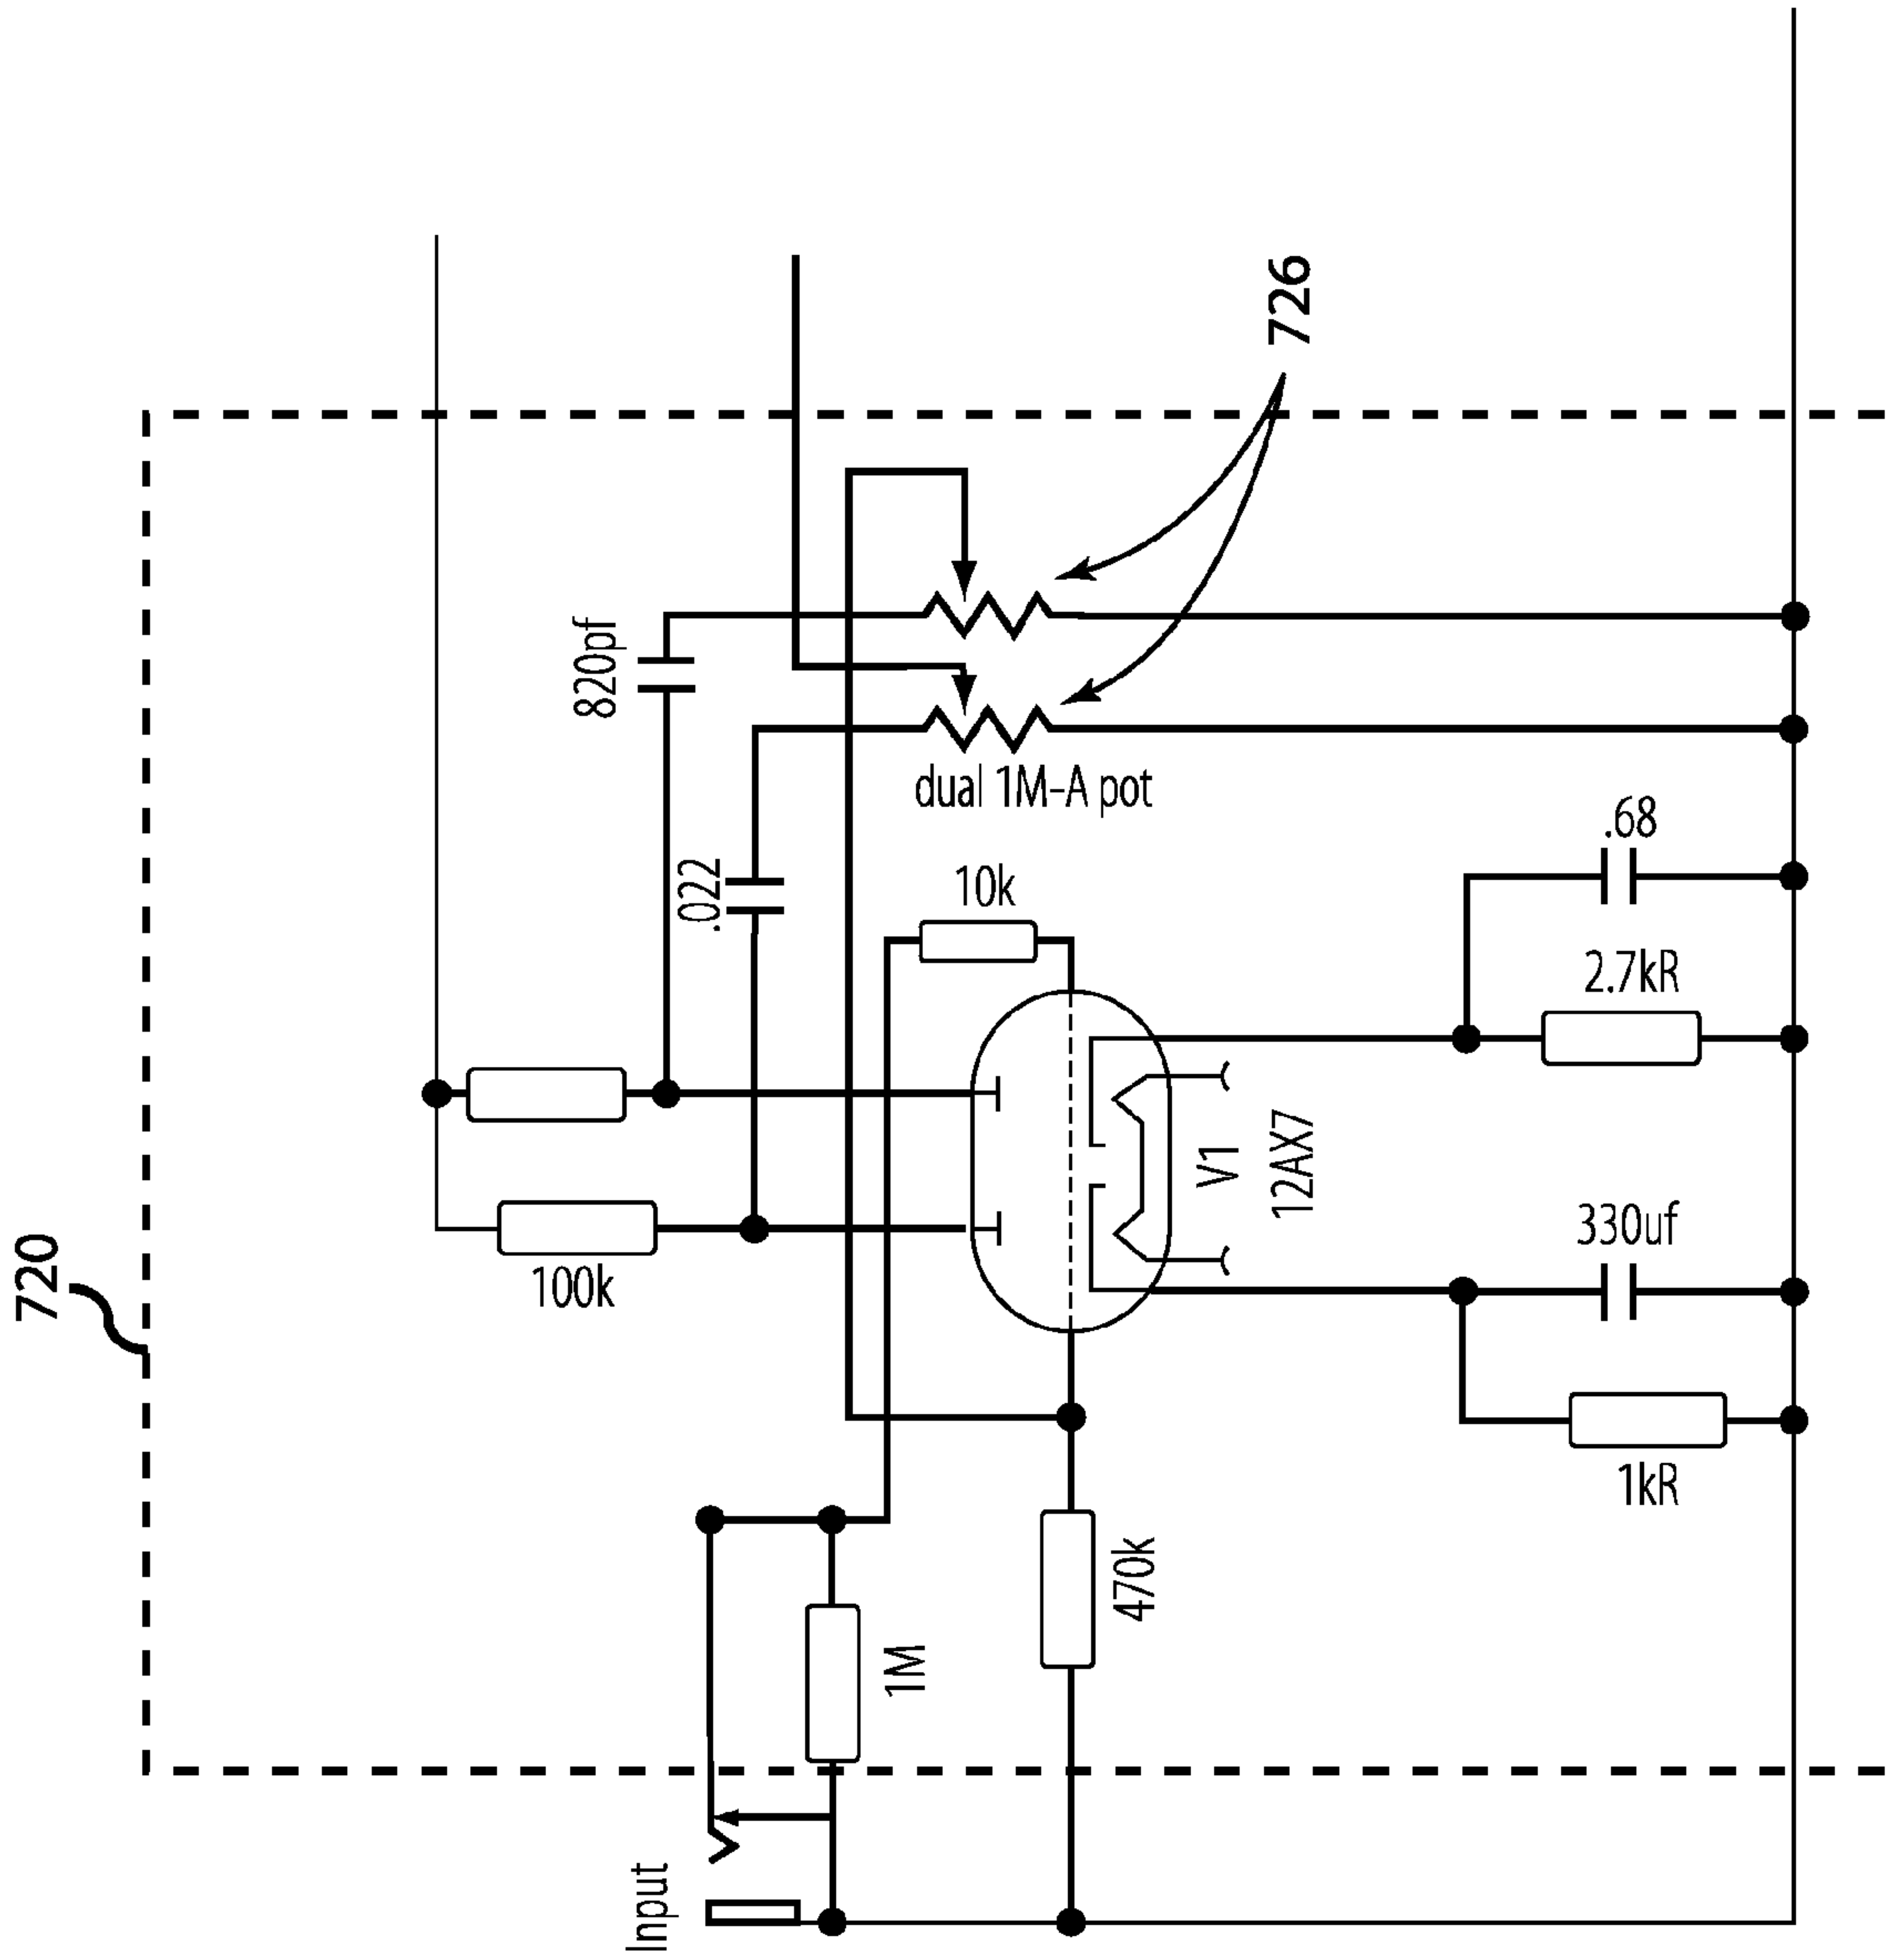 720
726
820pf
.022
dual 1M-A pot
10k
.68
2.7kR
100k
V1
12AX7
330uf
1kR
470k
1M
Input